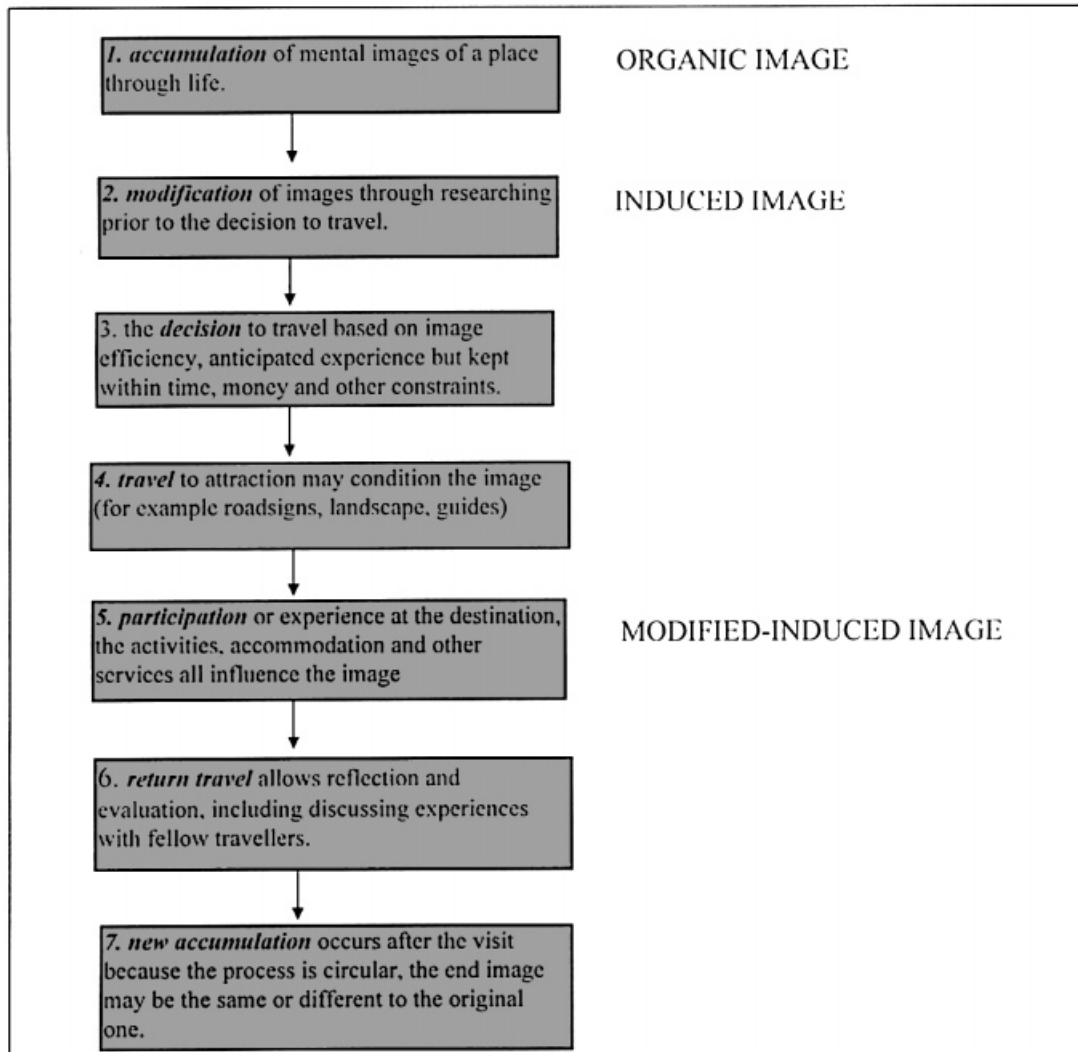 1. accumulation of mental images of a place
through life.
ORGANIC IMAGE
2. modification of images through researching
prior to the decision to travel.
INDUCED IMAGE
3. the decision to travel based on image
efficiency, anticipated experience but kept
within time, money and other constraints.
4. travel to attraction may condition the image
(for example roadsigns, landscape, guides)
5. participation or experience at the destination,
the activities, accommodation and other
services all influence the image
MODIFIED-INDUCED IMAGE
6. return travel allows reflection and
evaluation, including discussing experiences
with fellow travellers.
7. new accumulation occurs after the visit
because the process is circular, the end image
may be the same or different to the original
one.